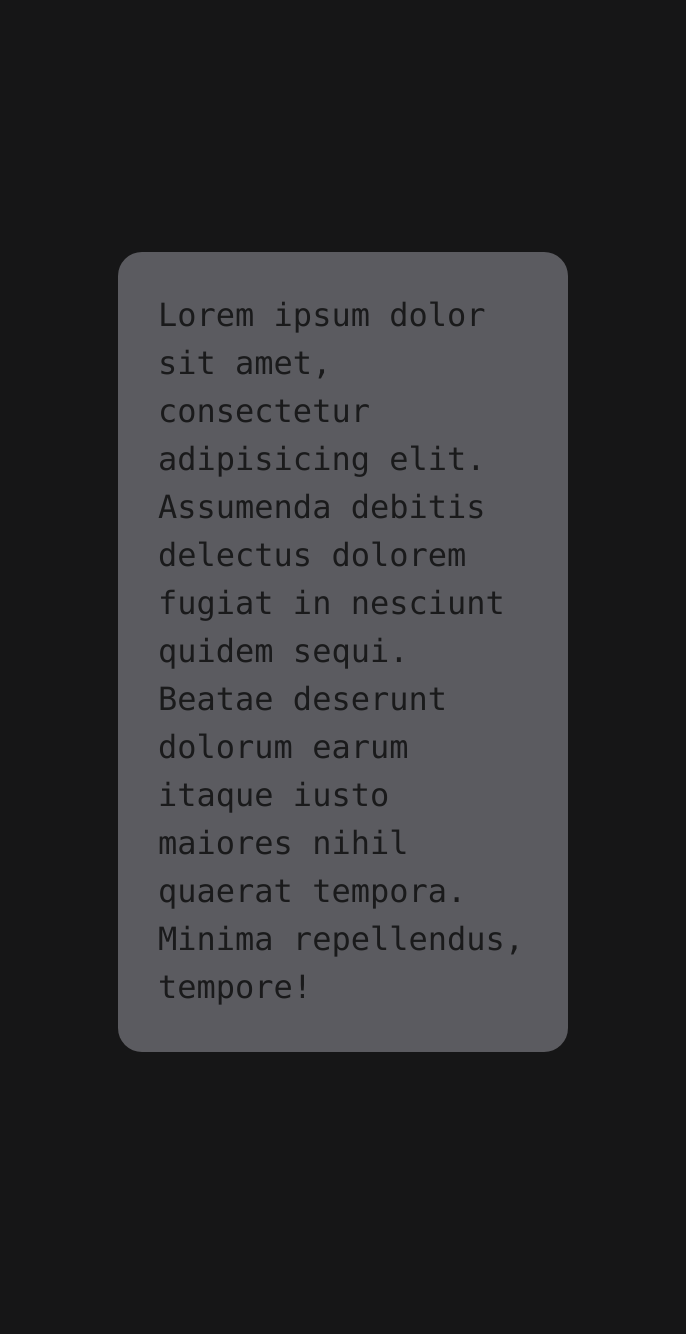 Lorem ipsum dolor
sit amet,
consectetur
adipisicing elit.
Assumenda debitis
delectus dolorem
fugiat in nesciunt
quidem sequi.
Beatae deserunt
dolorum earum
itaque iusto
maiores nihil
quaerat tempora.
Minima repellendus,
tempore!